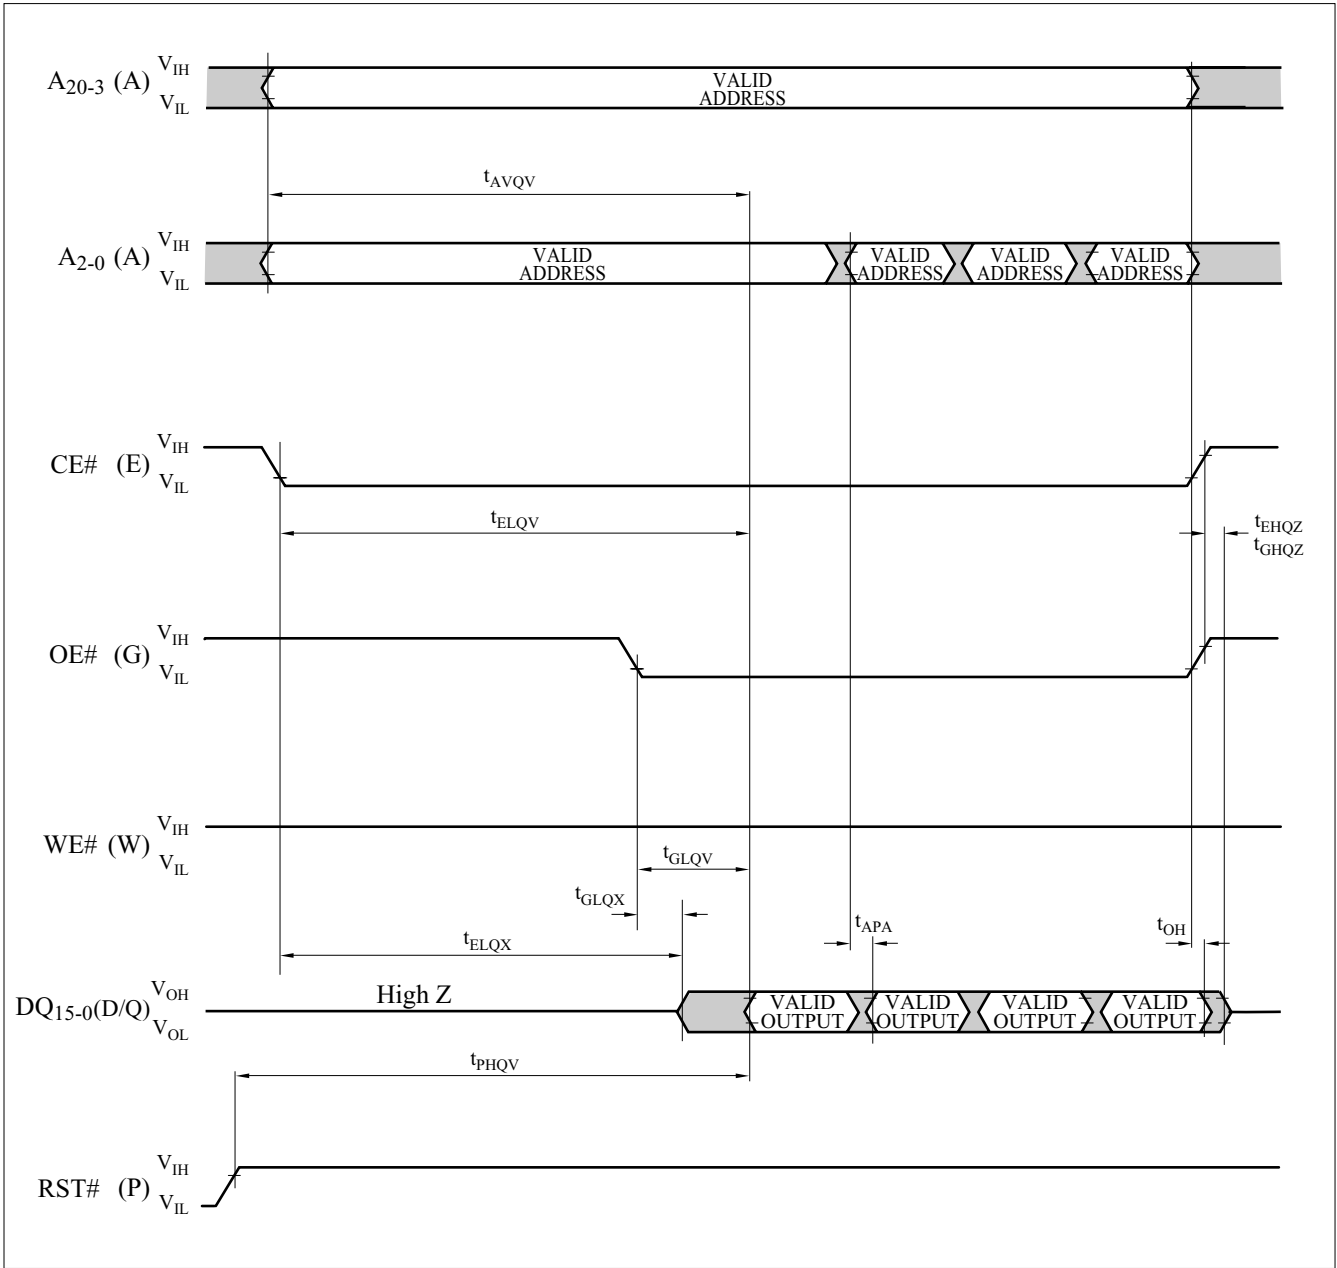 A20-3 (A) VIH
VIL
VALID
ADDRESS
tAVQV
A2-0 (A) VIH
VIL
VALID
ADDRESS
VALID
ADDRESS
VALID
ADDRESS
VALID
ADDRESS
CE# (E) VIH
VIL
tELQV
tEHQZ
tGHQZ
OE# (G) VIH
VIL
WE# (W) VIH
VIL
tGLQV
tGLQX
tELQX
tAPA
tOH
DQ15-0(D/Q) VOH
VOL
High Z
VALID
OUTPUT
VALID
OUTPUT
VALID
OUTPUT
VALID
OUTPUT
tPHQV
RST# (P) VIH
VIL